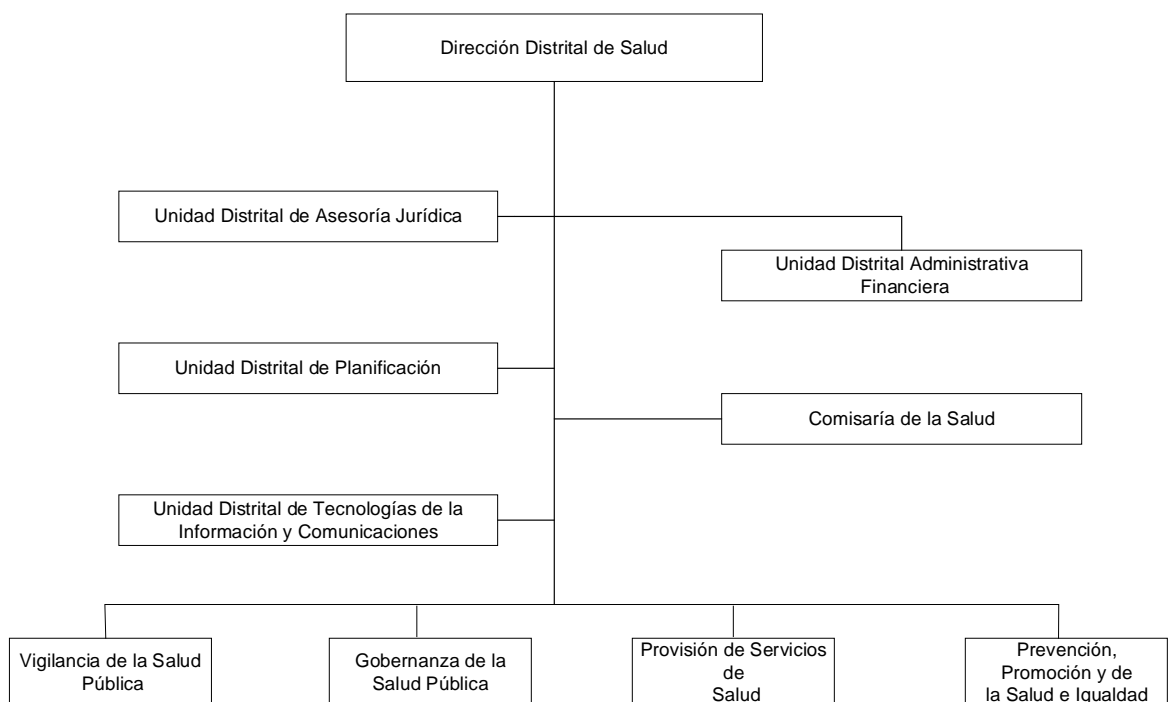 Dirección Distrital de Salud
Unidad Distrital de Asesoría Jurídica
Unidad Distrital Administrativa
Financiera
Unidad Distrital de Planificación
Comisaría de la Salud
Unidad Distrital de Tecnologías de la
Información y Comunicaciones
Vigilancia de la Salud
Pública
Gobernanza de la
Salud Pública
Provisión de Servicios
de
Salud
Prevención,
Promoción y de
la Salud e Igualdad